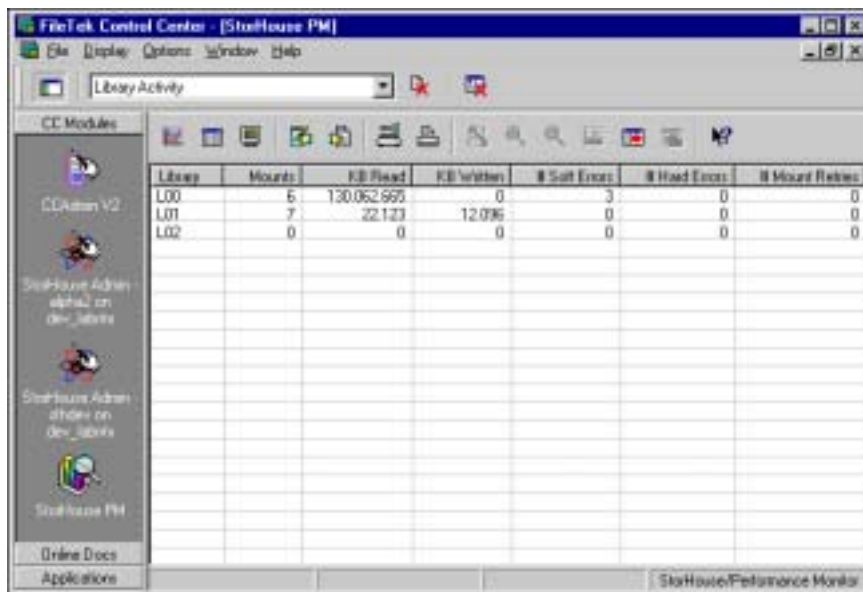 FileTek Control Center - [StorHouse PM]
File Display Options Window Help
Library Activity
CC Modules
CCAdmin V2
StorHouse Admin
alpha2 on
StorHouse Admin
sthdev on
StorHouse PM
Online Docs
Applications
Library Mounts KB Read KB Written # Soft Errors # Hard Errors # Mount Retries
L00 6 130,062,665 0 3 0 0
L01 7 22,123 12,096 0 0 0
L02 0 0 0 0 0 0
StorHouse/Performance Monitor